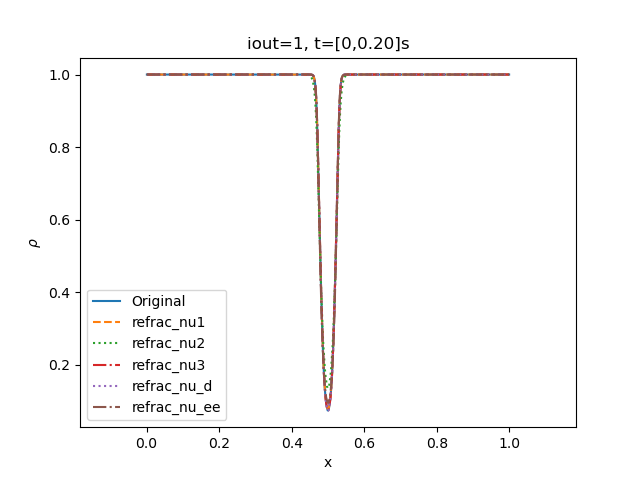 iout=1, t=[0,0.20]s
1.0
0.8
0.6
0.4
0.2
ρ
Original
refrac_nu1
refrac_nu2
refrac_nu3
refrac_nu_d
refrac_nu_ee
0.0 0.2 0.4 0.6 0.8 1.0
x